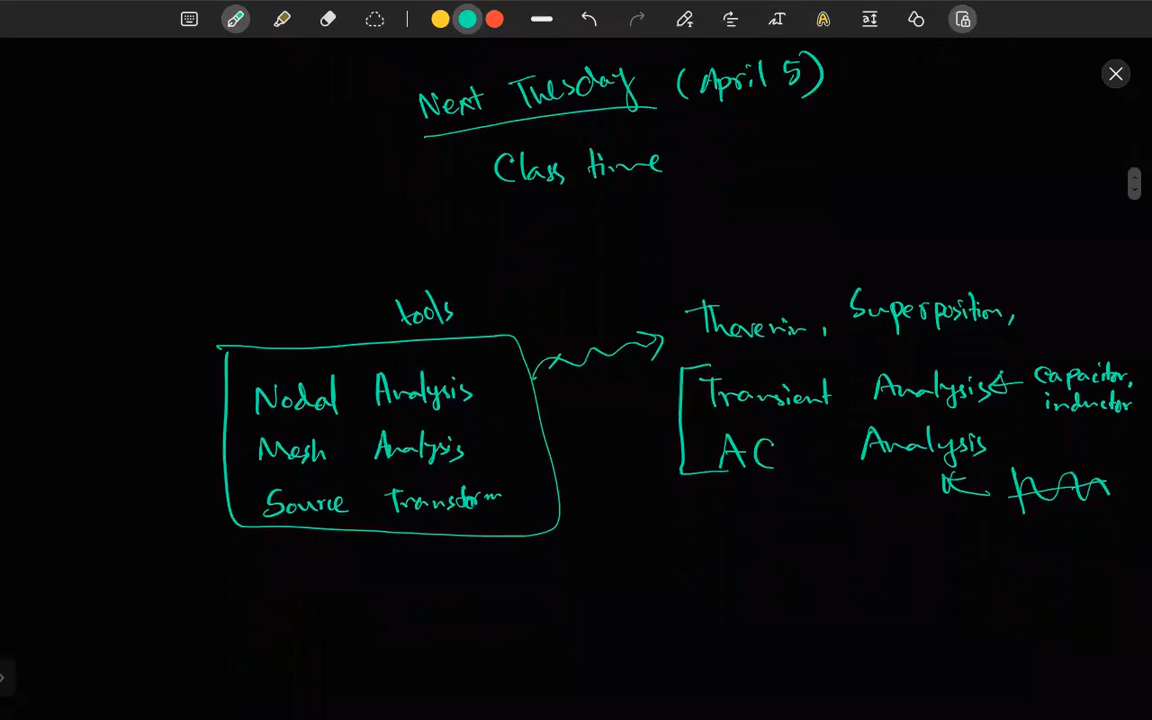 Next Tuesday (April 5)
Class time
tools
Nodal Analysis
Mesh Analysis
Source Transform
Thevenin, Superposition,
Transient Analysis
capacitor,
inductor
AC Analysis